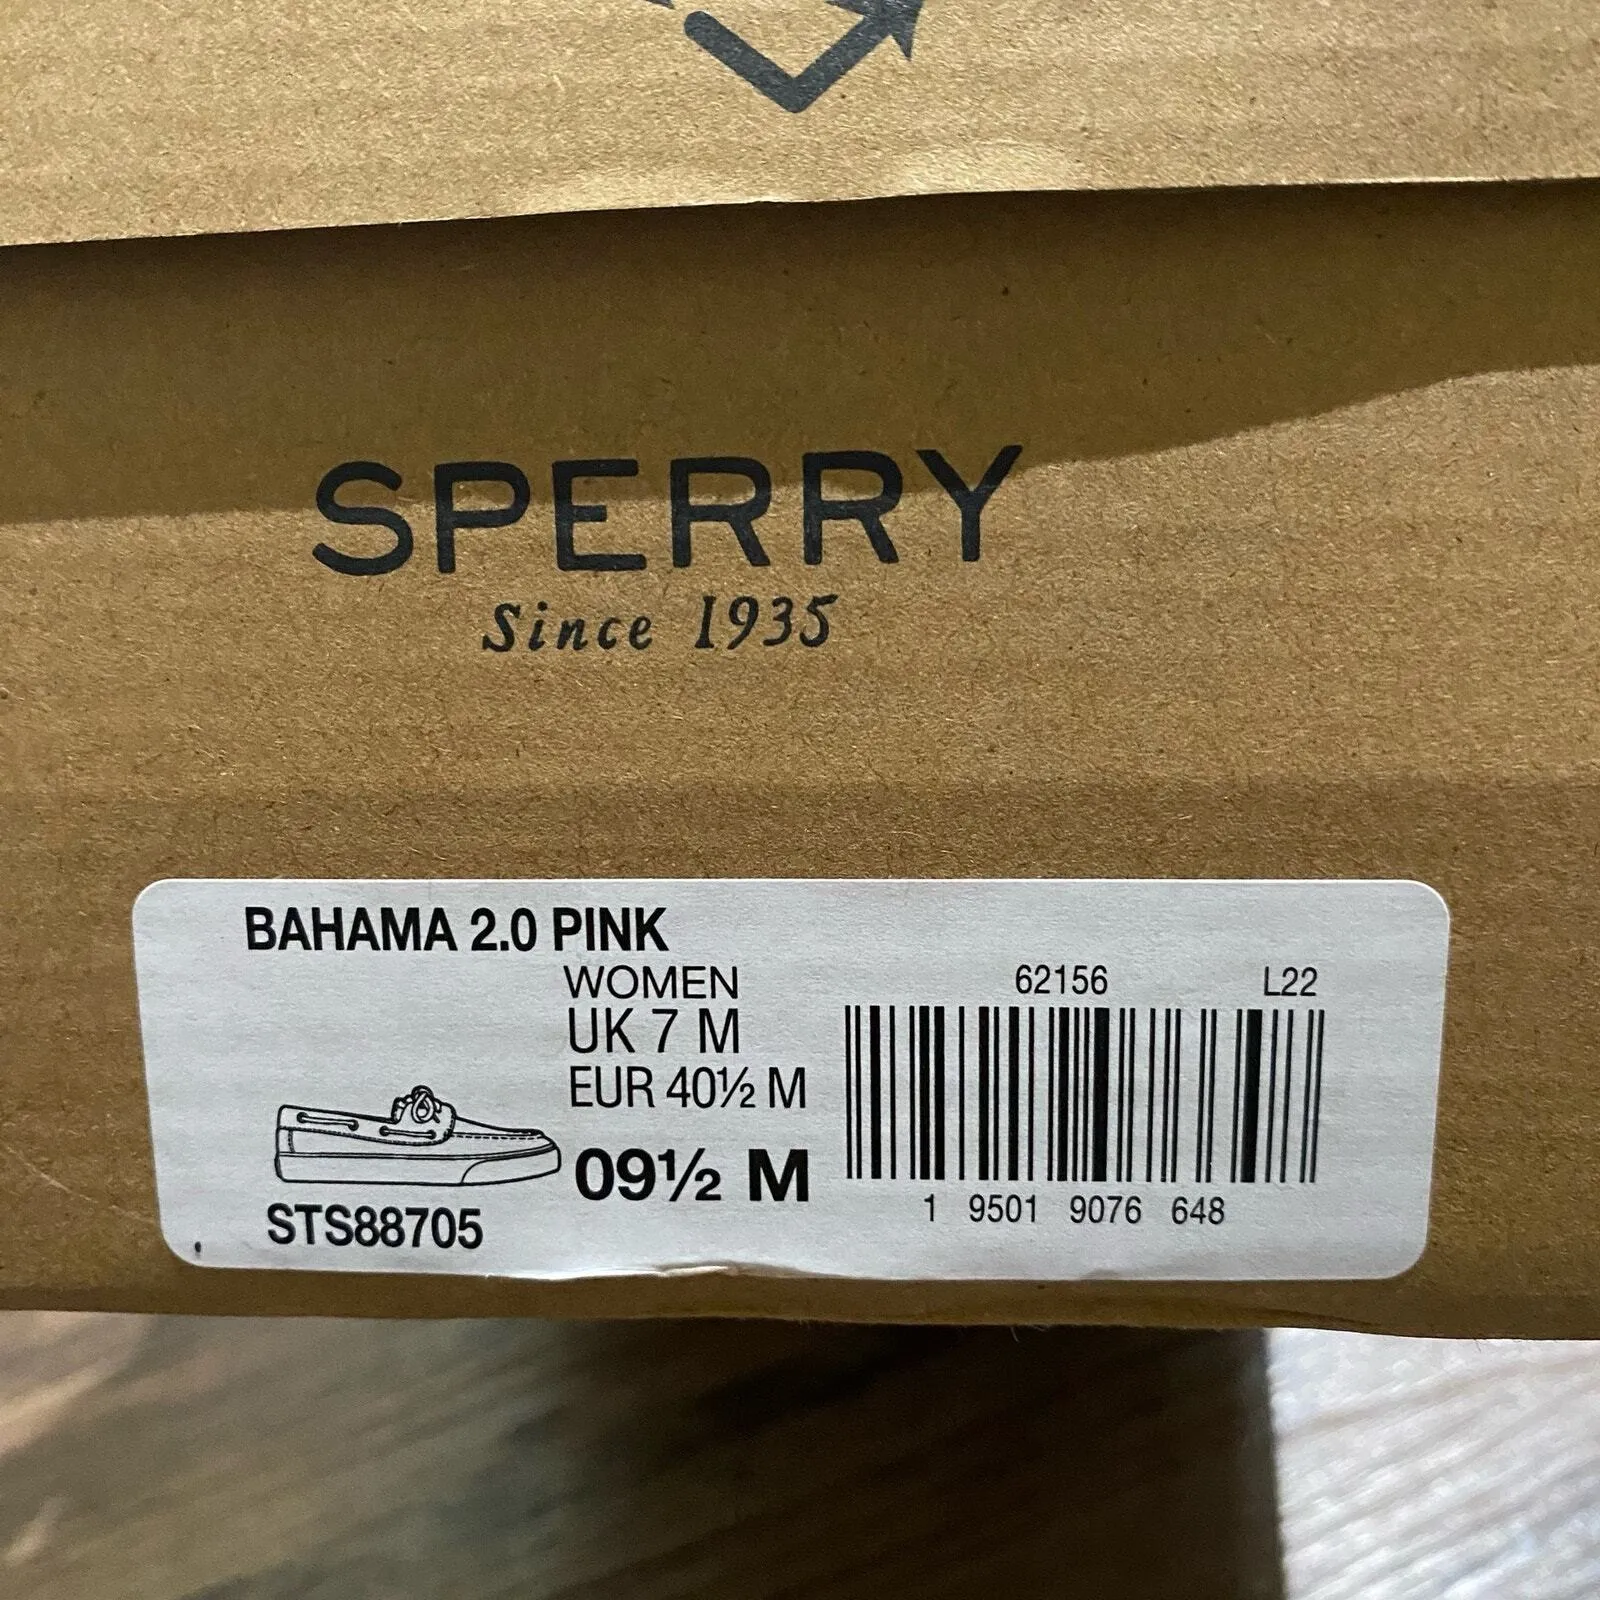 SPERRY
Since 1935
BAHAMA 2.0 PINK
WOMEN
UK 7 M
EUR 40½ M
09½ M
STS88705
62156 L22
1 9501 9076 648